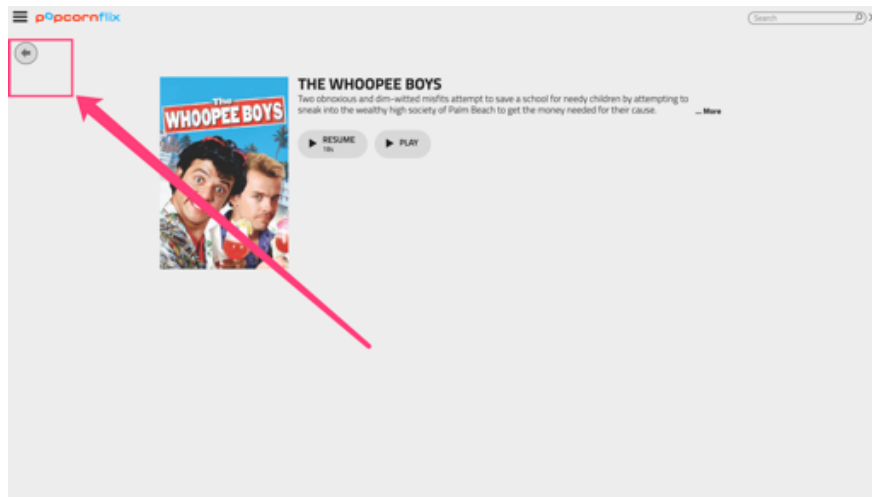 popcornflix
Search
The
WHOOPEE BOYS
THE WHOOPEE BOYS
Two obnoxious and dim-witted misfits attempt to save a school for needy children by attempting to
sneak into the wealthy high society of Palm Beach to get the money needed for their cause. ... More
RESUME
18s
PLAY